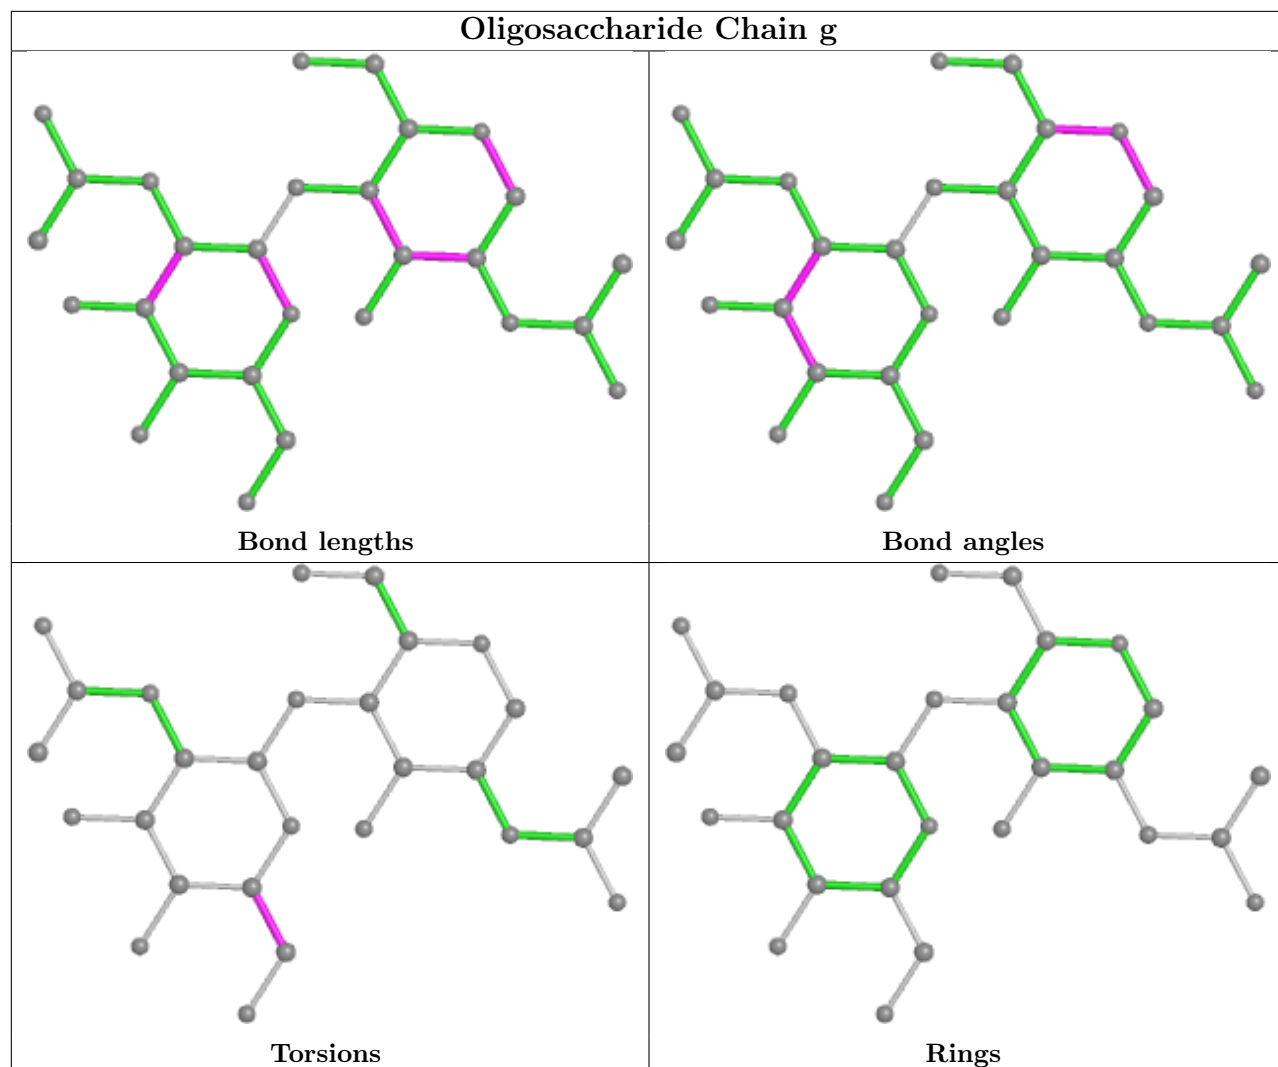 Oligosaccharide Chain g
Bond lengths
Bond angles
Torsions
Rings